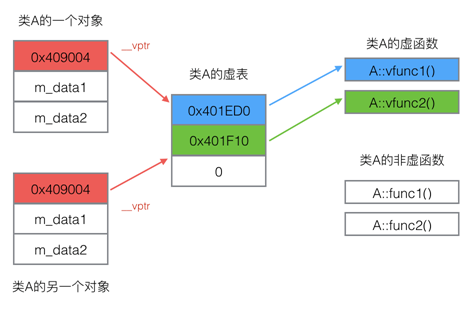 类A的一个对象
0x409004
m_data1
m_data2
__vptr
类A的虚表
0x401ED0
0x401F10
0
类A的虚函数
A::vfunc1()
A::vfunc2()
类A的非虚函数
A::func1()
A::func2()
0x409004
m_data1
m_data2
__vptr
类A的另一个对象